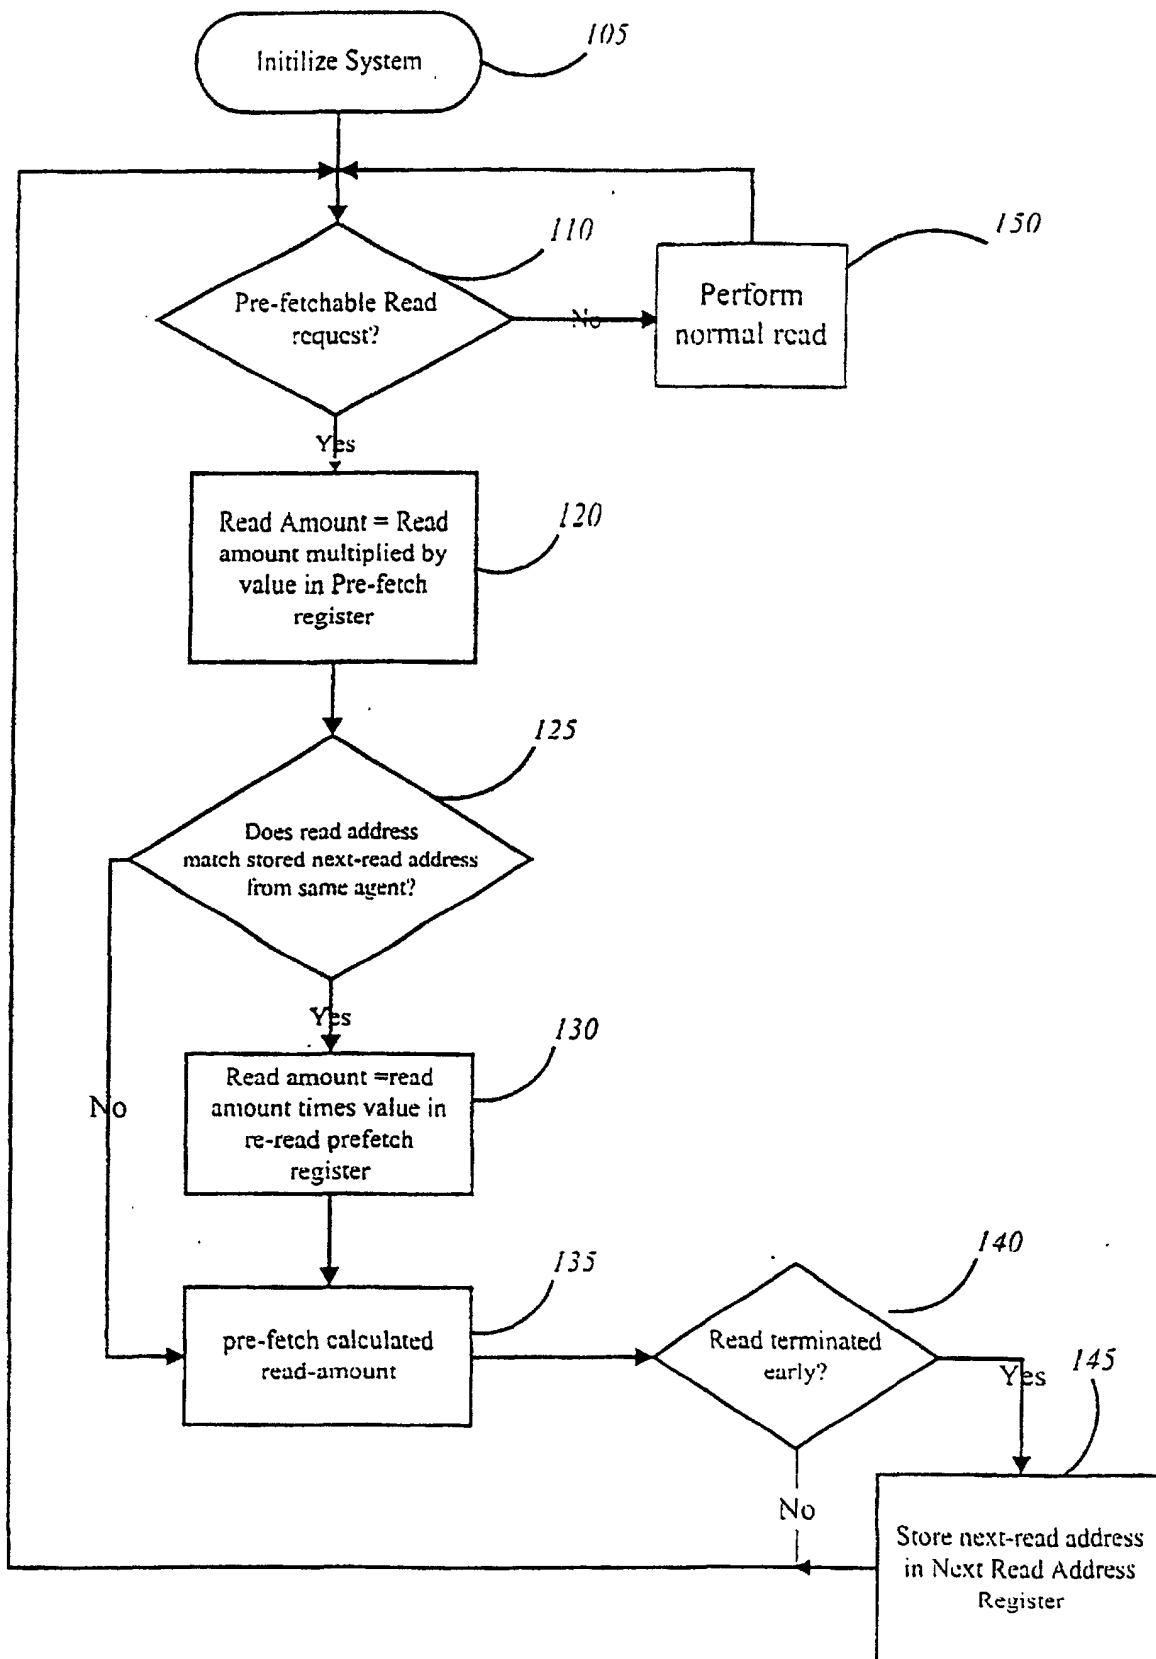 Initilize System
105
110
150
Pre-fetchable Read
request?
No
Perform
normal read
Yes
120
Read Amount = Read
amount multiplied by
value in Pre-fetch
register
125
Does read address
match stored next-read address
from same agent?
Yes
130
No
Read amount =read
amount times value in
re-read prefetch
register
135
140
pre-fetch calculated
read-amount
Read terminated
early?
Yes
145
No
Store next-read address
in Next Read Address
Register